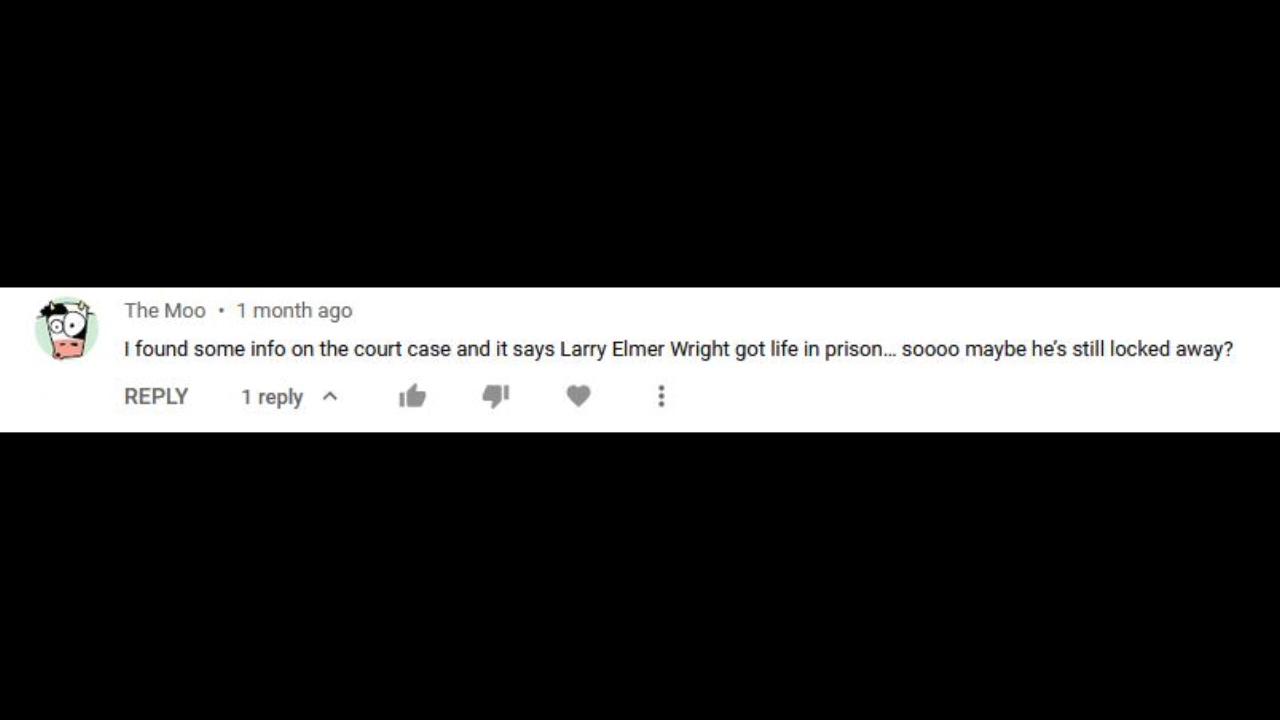 The Moo • 1 month ago
I found some info on the court case and it says Larry Elmer Wright got life in prison... soooo maybe he's still locked away?
REPLY 1 reply